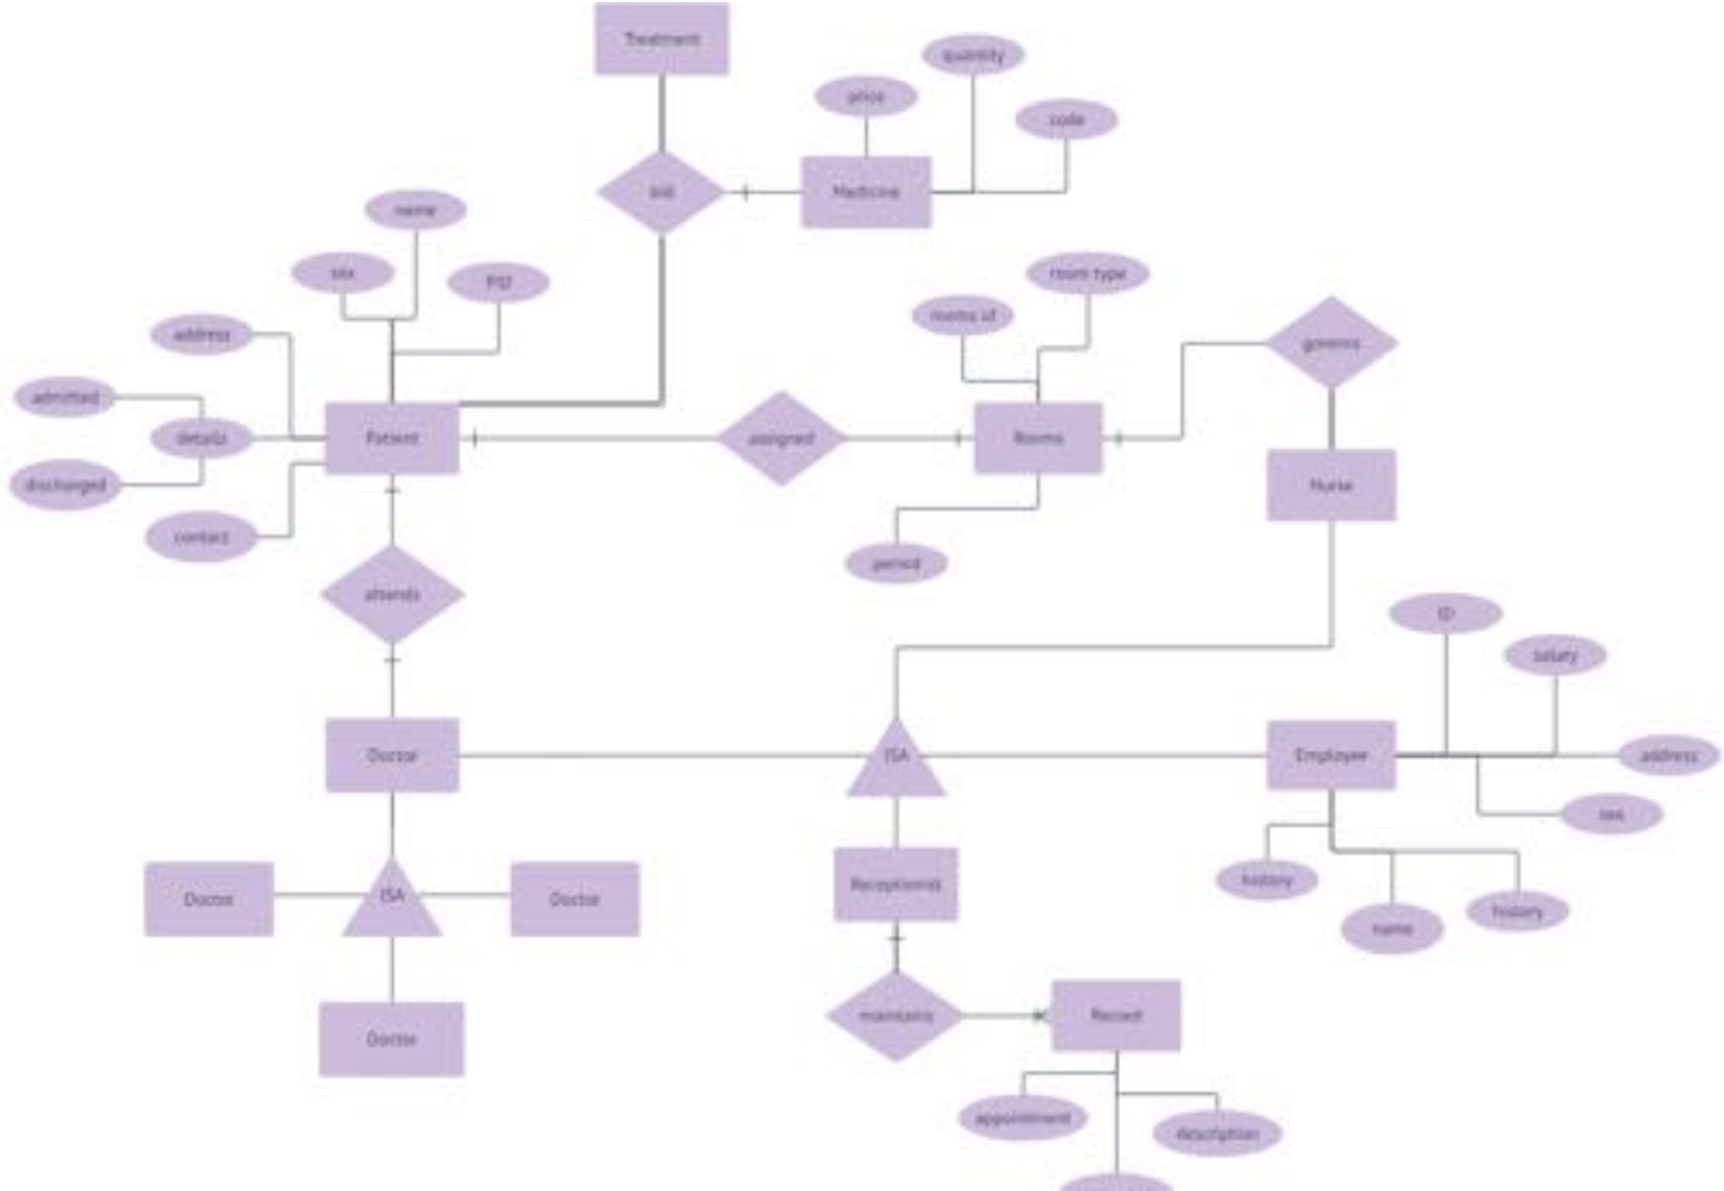 Treatment
quantity
price
code
bill
Medicine
name
sex
room type
rooms id
address
governs
admitted
details
Patient
assigned
Rooms
discharged
Nurse
contact
period
attends
ID
salary
Doctor
ISA
Employee
address
sex
history
Receptionist
Doctor
ISA
Doctor
name
history
maintains
Record
Doctor
appointment
description